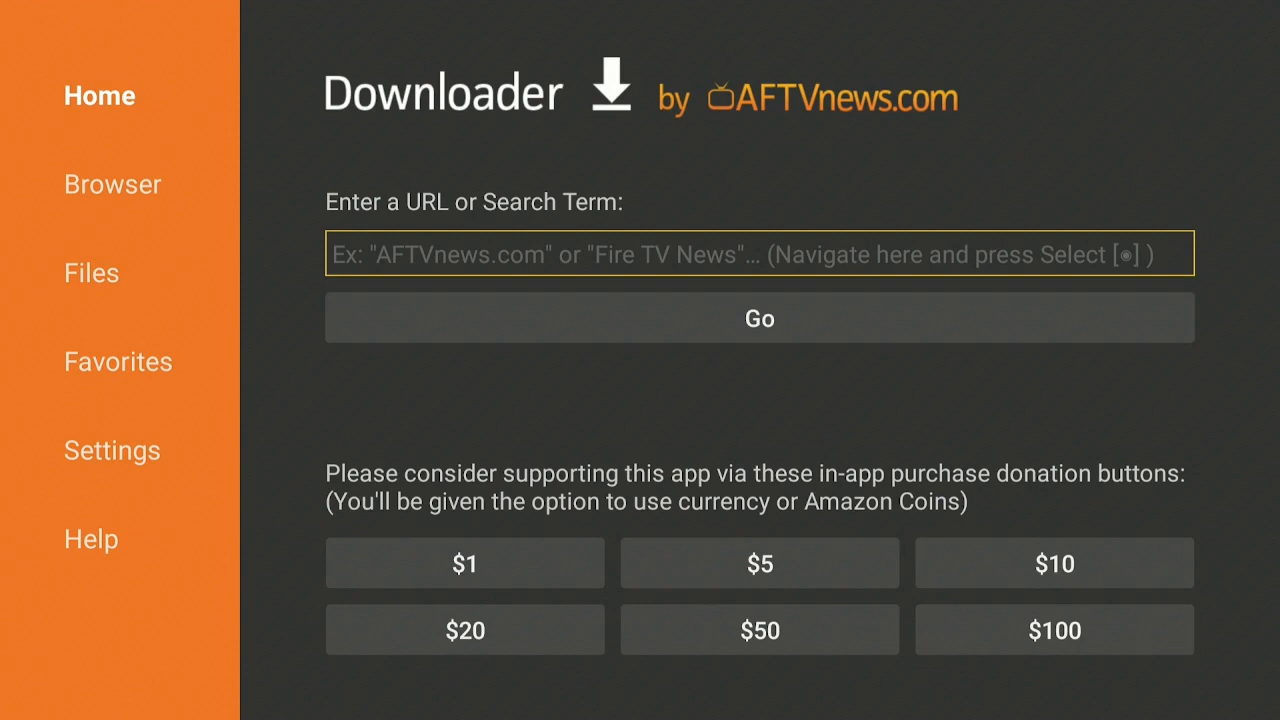 Home
Browser
Files
Favorites
Settings
Help
Downloader by AFTVnews.com
Enter a URL or Search Term:
Ex: "AFTVnews.com" or "Fire TV News"... (Navigate here and press Select [◉] )
Go
Please consider supporting this app via these in-app purchase donation buttons:
(You'll be given the option to use currency or Amazon Coins)
$1 $5 $10
$20 $50 $100